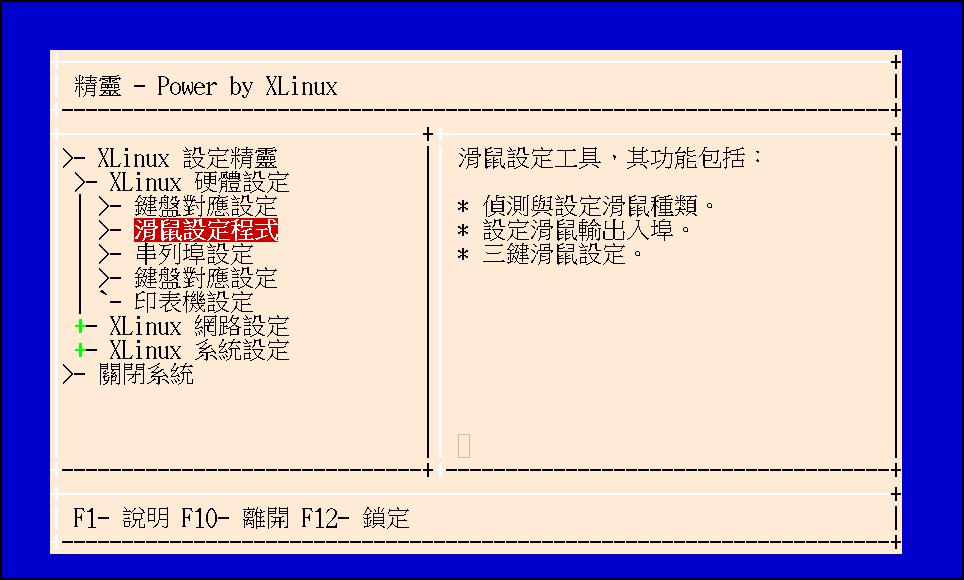 精靈 - Power by XLinux
>- XLinux 設定精靈
>- XLinux 硬體設定
| >- 鍵盤對應設定
| >- 滑鼠設定程式
| >- 串列埠設定
| >- 鍵盤對應設定
| `- 印表機設定
+- XLinux 網路設定
+- XLinux 系統設定
>- 關閉系統
滑鼠設定工具，其功能包括：
* 偵測與設定滑鼠種類。
* 設定滑鼠輸出入埠。
* 三鍵滑鼠設定。
F1- 說明 F10- 離開 F12- 鎖定